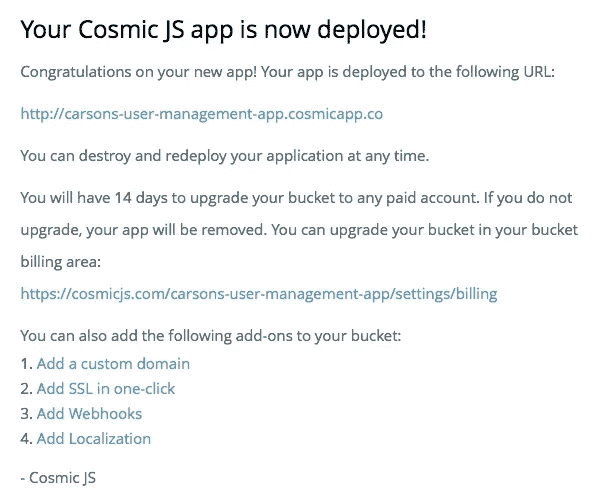 Your Cosmic JS app is now deployed!
Congratulations on your new app! Your app is deployed to the following URL:
http://carsons-user-management-app.cosmicapp.co
You can destroy and redeploy your application at any time.
You will have 14 days to upgrade your bucket to any paid account. If you do not
upgrade, your app will be removed. You can upgrade your bucket in your bucket
billing area:
https://cosmicjs.com/carsons-user-management-app/settings/billing
You can also add the following add-ons to your bucket:
1. Add a custom domain
2. Add SSL in one-click
3. Add Webhooks
4. Add Localization
- Cosmic JS